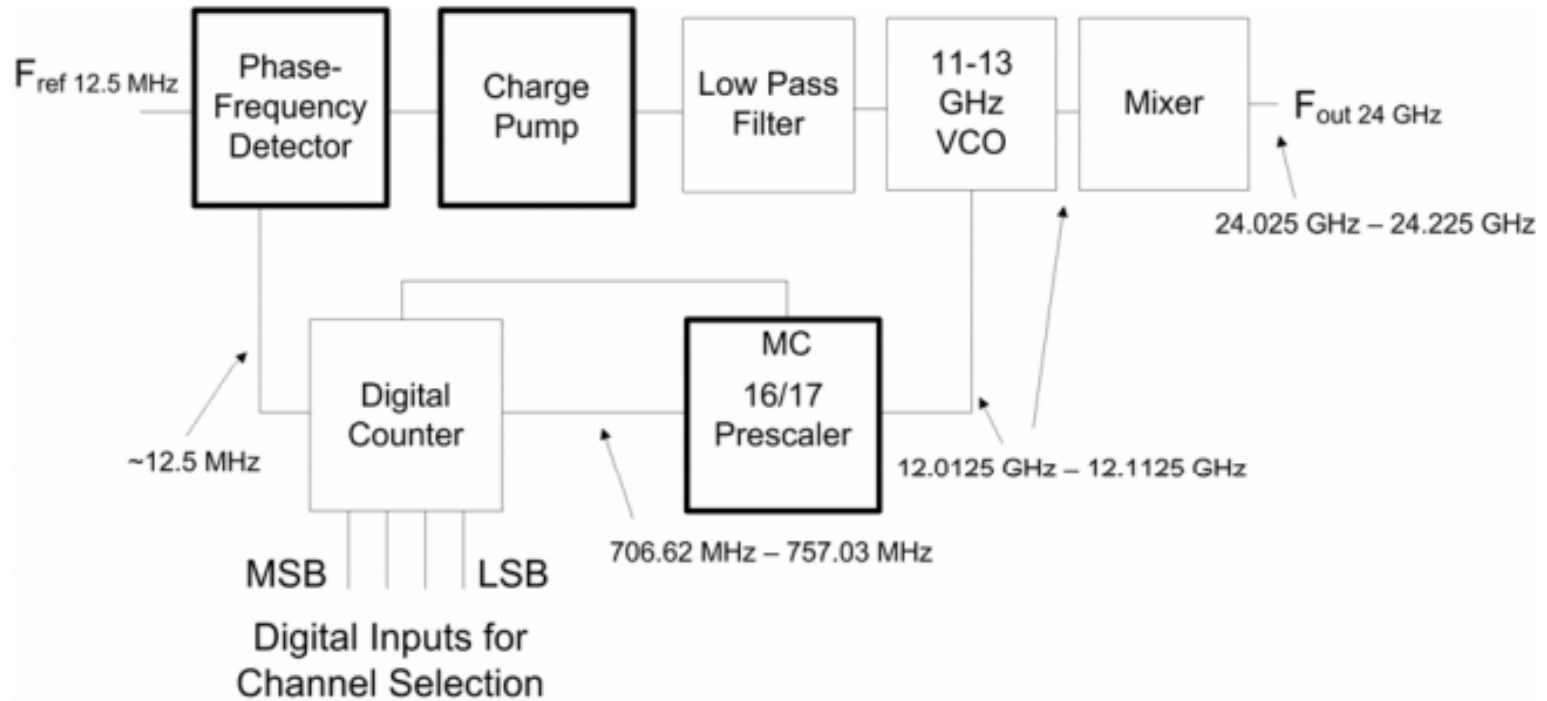 F ref 12.5 MHz
Phase-
Frequency
Detector
Charge
Pump
Low Pass
Filter
11-13
GHz
VCO
Mixer
F out 24 GHz
24.025 GHz – 24.225 GHz
~12.5 MHz
Digital
Counter
MC
16/17
Prescaler
12.0125 GHz – 12.1125 GHz
706.62 MHz – 757.03 MHz
MSB
LSB
Digital Inputs for
Channel Selection